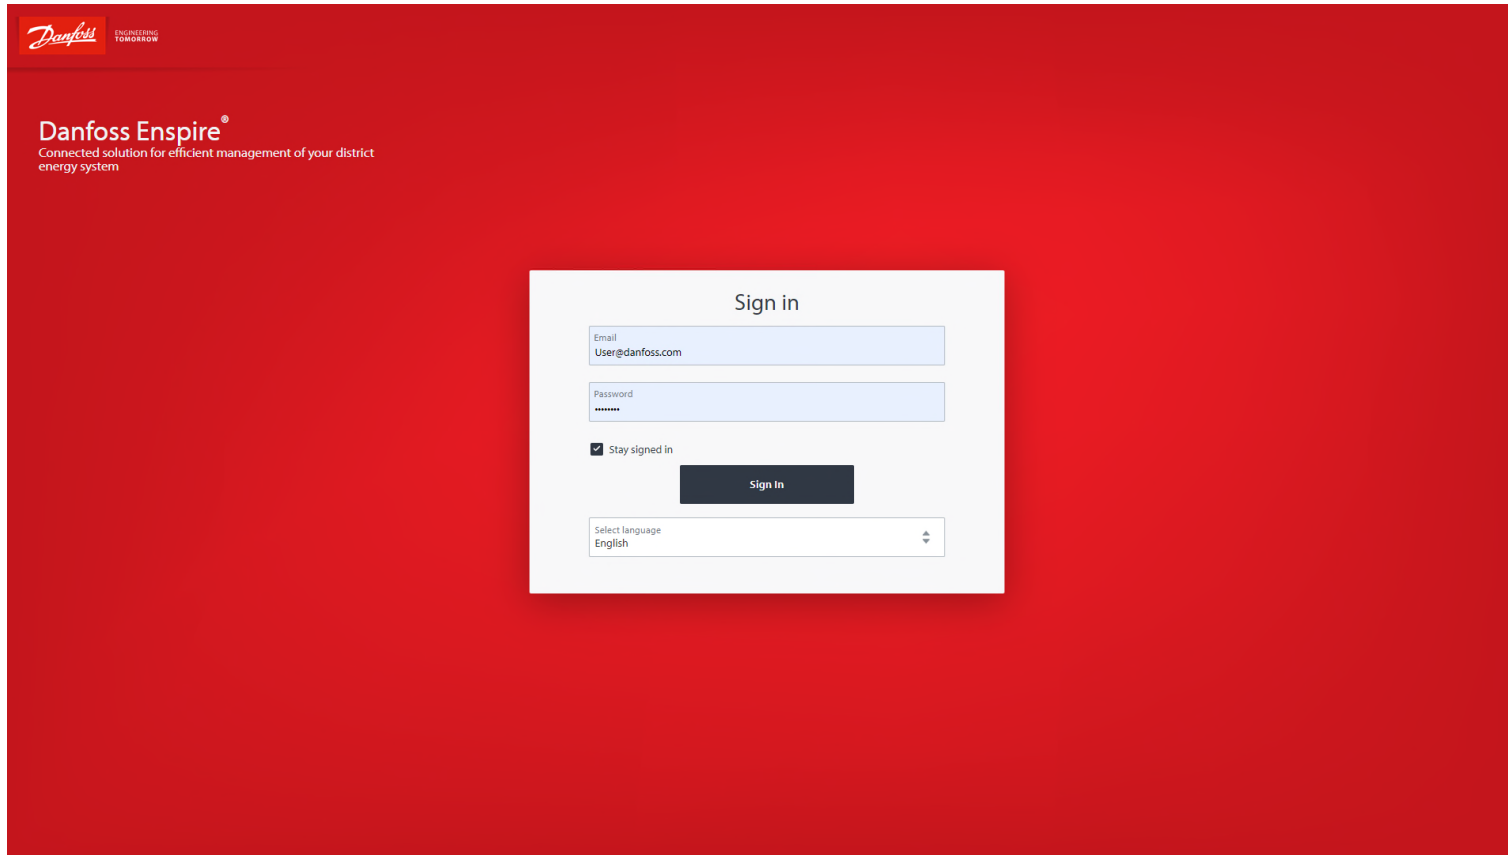 Danfoss
ENGINEERING
TOMORROW
Danfoss Enspire®
Connected solution for efficient management of your district
energy system
Sign in
Email
User@danfoss.com
Password
••••••••
Stay signed in
Sign In
Select language
English